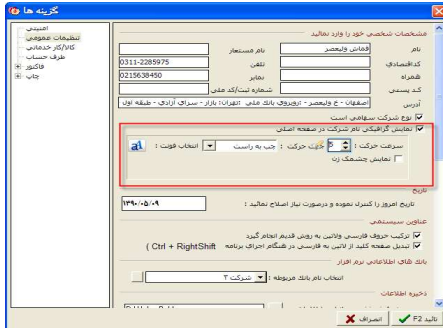 گزینه ها
امنیتی
تنظیمات عمومی
کالا/کار خدماتی
طرف حساب
فاکتور
چاپ
مشخصات شخصی خود را وارد نمائید
قماش ولیعصر
نام مستعار
کداقتصادی
تلفن
0311-2285975
همراه
نمابر
0215638450
کد پستی
شماره ثبت/کد ملی
آدرس
اصفهان - خ ولیعصر - روبروی بانک ملی - تهران: بازار - سرای آزادی - طبقه اول
نوع شرکت سهامی است
نمایش گرافیکی نام شرکت در صفحه اصلی
سرعت حرکت : 5 جهت حرکت : چپ به راست انتخاب فونت :
نمایش چشمک زن
تاریخ
تاریخ امروز را کنترل نموده و درصورت نیاز اصلاح نمائید : ۱۳۹۰/۰۵/۰۹
عناوین سیستمی
ترکیب حروف فارسی ولاتین به روش قدیم انجام گیرد
تبدیل صفحه کلید از لاتین به فارسی در هنگام اجرای برنامه ( Ctrl + RightShift
بانک های اطلاعاتی نرم افزار
انتخاب نام بانک مربوطه : شرکت ۳
ذخیره اطلاعات
تائید F2
انصراف